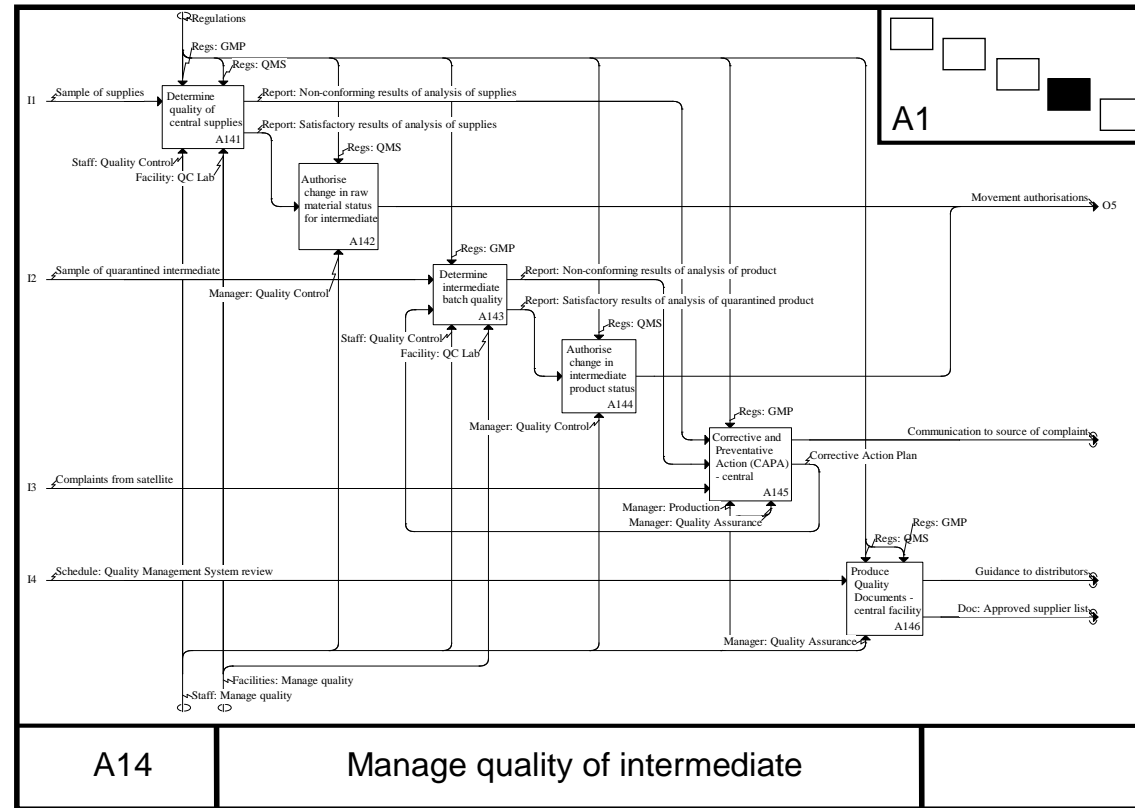 Regulations
Regs: GMP
Regs: QMS
A1
I1
Sample of supplies
Determine
quality of
central supplies
A141
Report: Non-conforming results of analysis of supplies
Report: Satisfactory results of analysis of supplies
Staff: Quality Control
Facility: QC Lab
Regs: QMS
Authorise
change in raw
material status
for intermediate
A142
Movement authorisations
O5
Manager: Quality Control
I2
Sample of quarantined intermediate
Regs: GMP
Determine
intermediate
batch quality
A143
Report: Non-conforming results of analysis of product
Report: Satisfactory results of analysis of quarantined product
Staff: Quality Control
Facility: QC Lab
Regs: QMS
Authorise
change in
intermediate
product status
A144
Manager: Quality Control
Regs: GMP
Corrective and
Preventative
Action (CAPA)
- central
A145
Communication to source of complaint
Corrective Action Plan
I3
Complaints from satellite
Manager: Production
Manager: Quality Assurance
Regs: GMP
Regs: QMS
I4
Schedule: Quality Management System review
Produce
Quality
Documents -
central facility
A146
Guidance to distributors
Doc: Approved supplier list
Manager: Quality Assurance
Facilities: Manage quality
Staff: Manage quality
A14
Manage quality of intermediate